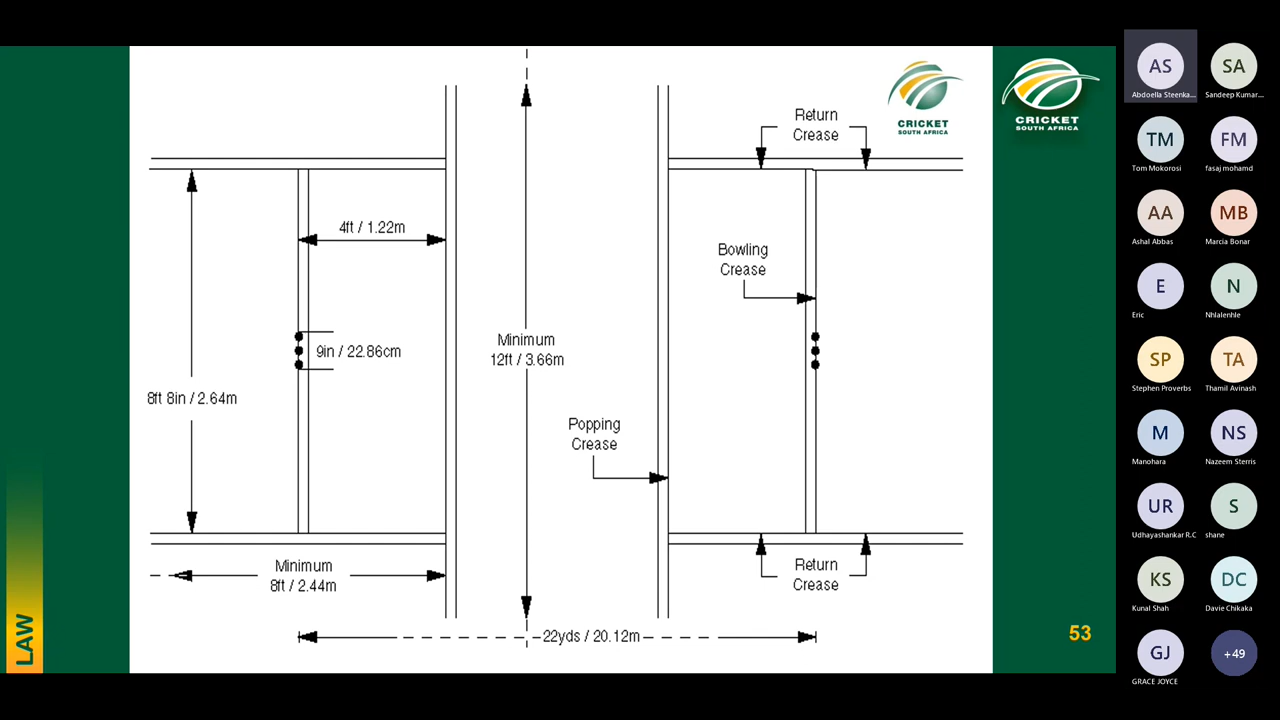 Return
Crease
CRICKET
SOUTH AFRICA
CRICKET
SOUTH AFRICA
4ft / 1.22m
Bowling
Crease
Minimum
12ft / 3.66m
9in / 22.86cm
8ft 8in / 2.64m
Popping
Crease
Minimum
8ft / 2.44m
Return
Crease
22yds / 20.12m
LAW
53
AS
Abdoella Steenka...
SA
Sandeep Kumar...
TM
Tom Mokorosi
FM
fasaj mohamd
AA
Ashal Abbas
MB
Marcia Bonar
E
Eric
N
Nhlalenhle
SP
Stephen Proverbs
TA
Thamil Avinash
M
Manohara
NS
Nazeem Sterris
UR
Udhayashankar R.C
S
shane
KS
Kunal Shah
DC
Davie Chikaka
GJ
GRACE JOYCE
+49